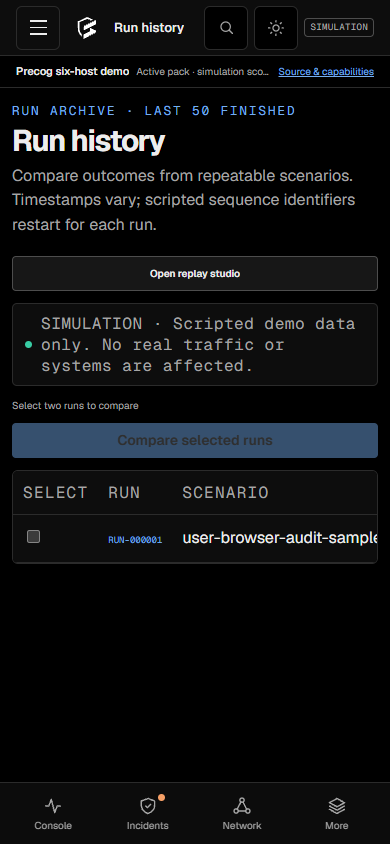 Run history
SIMULATION
Precog six-host demo Active pack · simulation sco... Source & capabilities
RUN ARCHIVE · LAST 50 FINISHED
Run history
Compare outcomes from repeatable scenarios.
Timestamps vary; scripted sequence identifiers
restart for each run.
Open replay studio
SIMULATION · Scripted demo data
only. No real traffic or
systems are affected.
Select two runs to compare
Compare selected runs
SELECT RUN SCENARIO
RUN-000001 user-browser-audit-sample
Console Incidents Network More